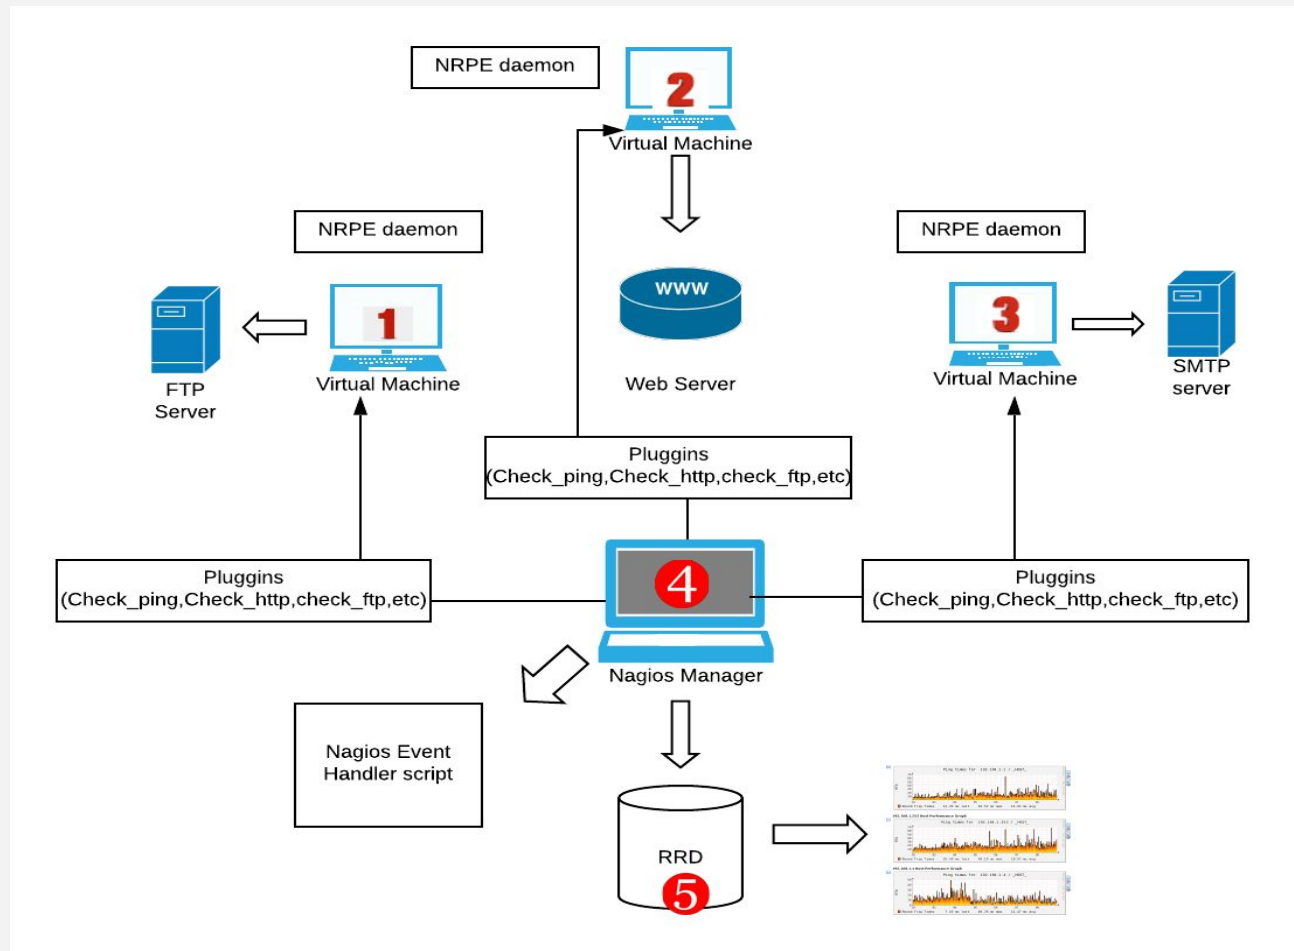 NRPE daemon
2
Virtual Machine
NRPE daemon
NRPE daemon
1
Virtual Machine
FTP
Server
www
Web Server
3
Virtual Machine
SMTP
server
Pluggins
(Check_ping,Check_http,check_ftp,etc)
Pluggins
(Check_ping,Check_http,check_ftp,etc)
4
Nagios Manager
Pluggins
(Check_ping,Check_http,check_ftp,etc)
Nagios Event
Handler script
RRD
5